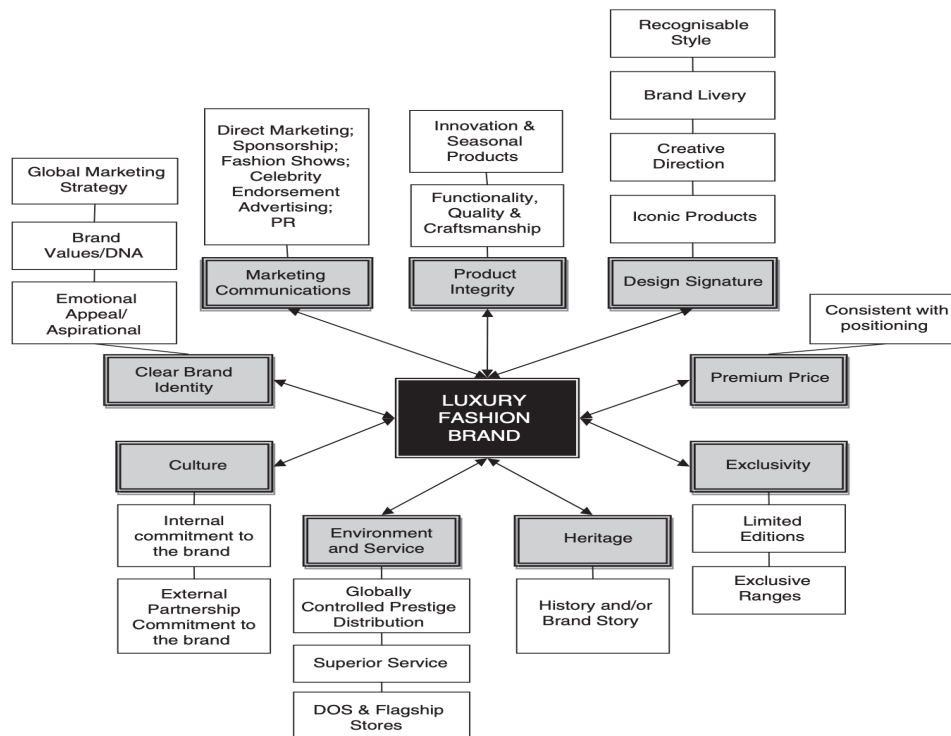 Recognisable
Style
Brand Livery
Creative
Direction
Iconic Products
Design Signature
Innovation &
Seasonal
Products
Functionality,
Quality &
Craftsmanship
Product
Integrity
Direct Marketing;
Sponsorship;
Fashion Shows;
Celebrity
Endorsement
Advertising;
PR
Marketing
Communications
Global Marketing
Strategy
Brand
Values/DNA
Emotional
Appeal/
Aspirational
Clear Brand
Identity
Consistent with
positioning
Premium Price
LUXURY
FASHION
BRAND
Culture
Internal
commitment to
the brand
External
Partnership
Commitment to
the brand
Environment
and Service
Globally
Controlled Prestige
Distribution
Superior Service
DOS & Flagship
Stores
Heritage
History and/or
Brand Story
Exclusivity
Limited
Editions
Exclusive
Ranges